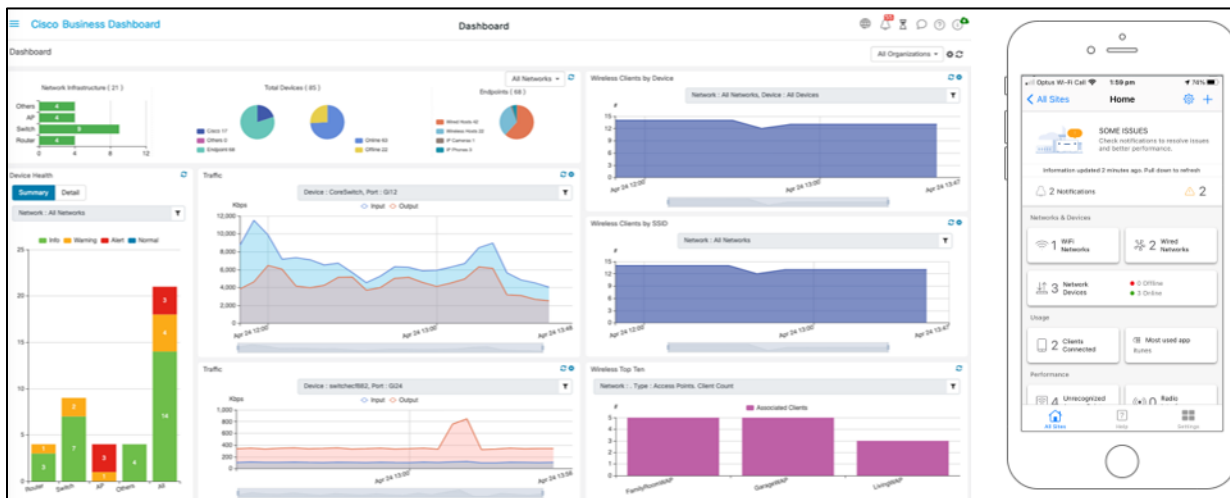 Cisco Business Dashboard
Dashboard
Dashboard
All Organizations
All Networks
Network Infrastructure ( 21 )
Others 4
AP 4
Switch 9
Router 4
0 4 8 12
Total Devices ( 85 )
Cisco 17
Others 0
Endpoint 68
Online 63
Offline 22
Endpoints ( 68 )
Wired Hosts 42
Wireless Hosts 22
IP Cameras 1
IP Phones 3
Device Health
Summary Detail
Network : All Networks
Info Warning Alert Normal
25
20
15
10
5
0
3 1
7 2
1 3
4
14 4 3
Router Switch AP Others All
Traffic
Device : CoreSwitch, Port : GI12
Input Output
Kbps
12,000
10,000
8,000
6,000
4,000
2,000
0
Apr 24 12:00 Apr 24 13:00 Apr 24 13:46
Traffic
Device : switchecf662, Port : GI24
Input Output
Kbps
1,000
800
600
400
200
0
Apr 24 13:00 Apr 24 13:56
Wireless Clients by Device
Network : All Networks, Device : All Devices
#
15
12
9
6
3
0
Apr 24 12:00 Apr 24 13:00 Apr 24 13:47
Wireless Clients by SSID
Network : All Networks
#
15
12
9
6
3
0
Apr 24 12:00 Apr 24 13:00 Apr 24 13:47
Wireless Top Ten
Network : , Type : Access Points. Client Count
Associated Clients
#
5
4
3
2
1
0
FamilyRoomWAP GarageWAP LivingWAP
Optus Wi-Fi Call 1:59 pm 74%
All Sites Home
SOME ISSUES
Check notifications to resolve issues
and better performance.
Information updated 2 minutes ago. Pull down to refresh
2 Notifications 2
Networks & Devices
1 WiFi Networks
2 Wired Networks
3 Network Devices
0 Offline
3 Online
Usage
2 Clients Connected
Most used app
itunes
Performance
4 Unrecognized
0 Radio
All Sites Help Settings